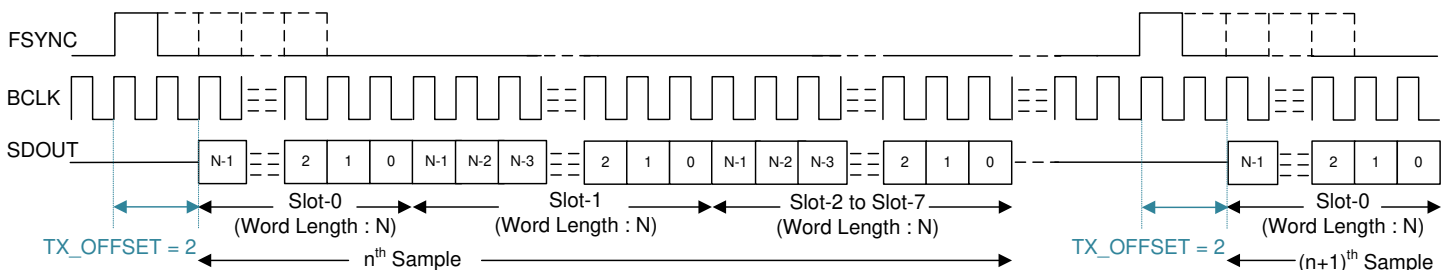 FSYNC
BCLK
SDOUT
N-1 2 1 0 N-1 N-2 N-3 2 1 0 N-1 N-2 N-3 2 1 0 N-1 2 1 0
Slot-0
(Word Length : N)
Slot-1
(Word Length : N)
Slot-2 to Slot-7
(Word Length : N)
Slot-0
(Word Length : N)
TX_OFFSET = 2
nth Sample
TX_OFFSET = 2
(n+1)th Sample